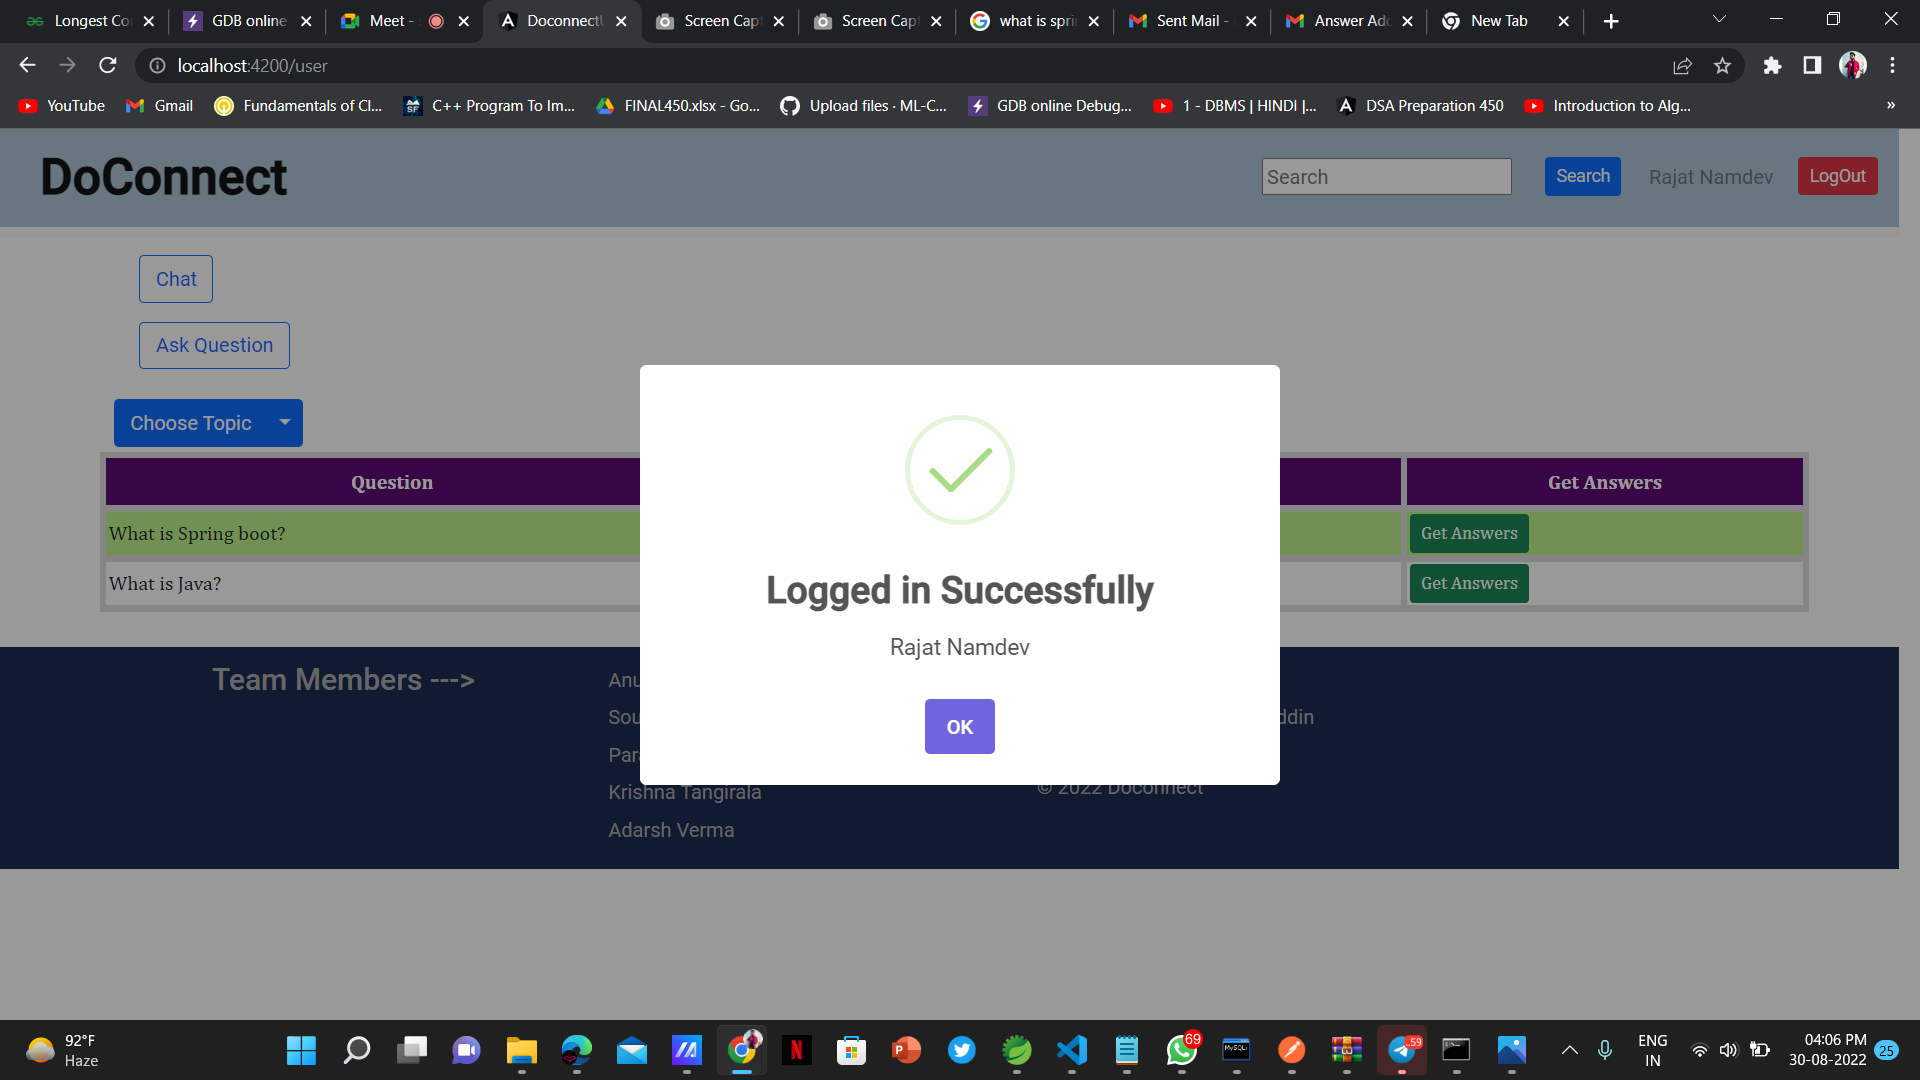 Longest Co
GDB online
Meet -
Doconnect
Screen Cap
Screen Cap
what is spri
Sent Mail -
Answer Ad
New Tab
localhost:4200/user
YouTube
Gmail
Fundamentals of Cl...
C++ Program To Im...
FINAL450.xlsx - Go...
Upload files · ML-C...
GDB online Debug...
1 - DBMS | HINDI |...
DSA Preparation 450
Introduction to Alg...
»
DoConnect
Search
Search
Rajat Namdev
LogOut
Chat
Ask Question
Choose Topic
Question
Get Answers
What is Spring boot?
Get Answers
What is Java?
Get Answers
Logged in Successfully
Rajat Namdev
OK
Team Members --->
Anu
Sou
ddin
Para
Krishna Tangirala
© 2022 Doconnect
Adarsh Verma
92°F
Haze
69
MySQL
..59
ENG
IN
04:06 PM
30-08-2022
25